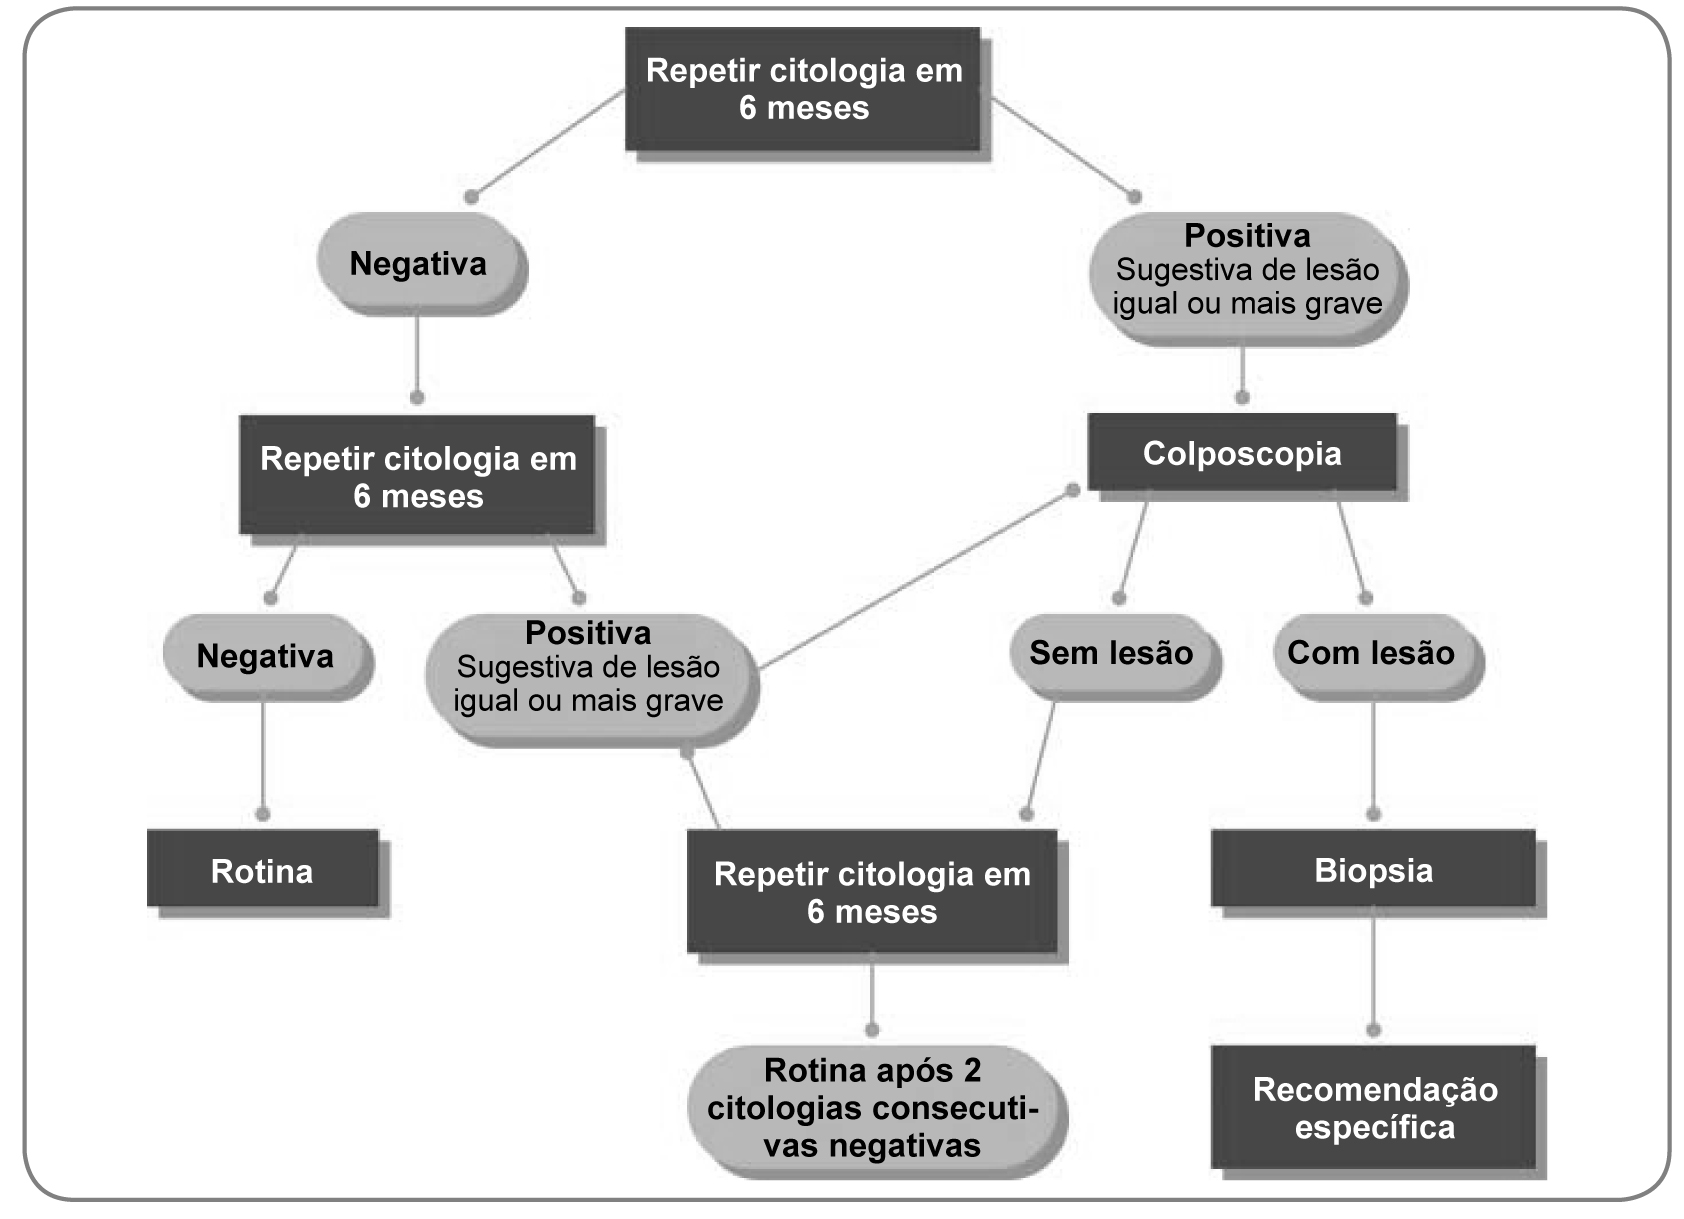 Repetir citologia em
6 meses
Negativa
Positiva
Sugestiva de lesão
igual ou mais grave
Repetir citologia em
6 meses
Colposcopia
Negativa
Positiva
Sugestiva de lesão
igual ou mais grave
Sem lesão
Com lesão
Rotina
Repetir citologia em
6 meses
Biopsia
Rotina após 2
citologias consecuti-
vas negativas
Recomendação
específica